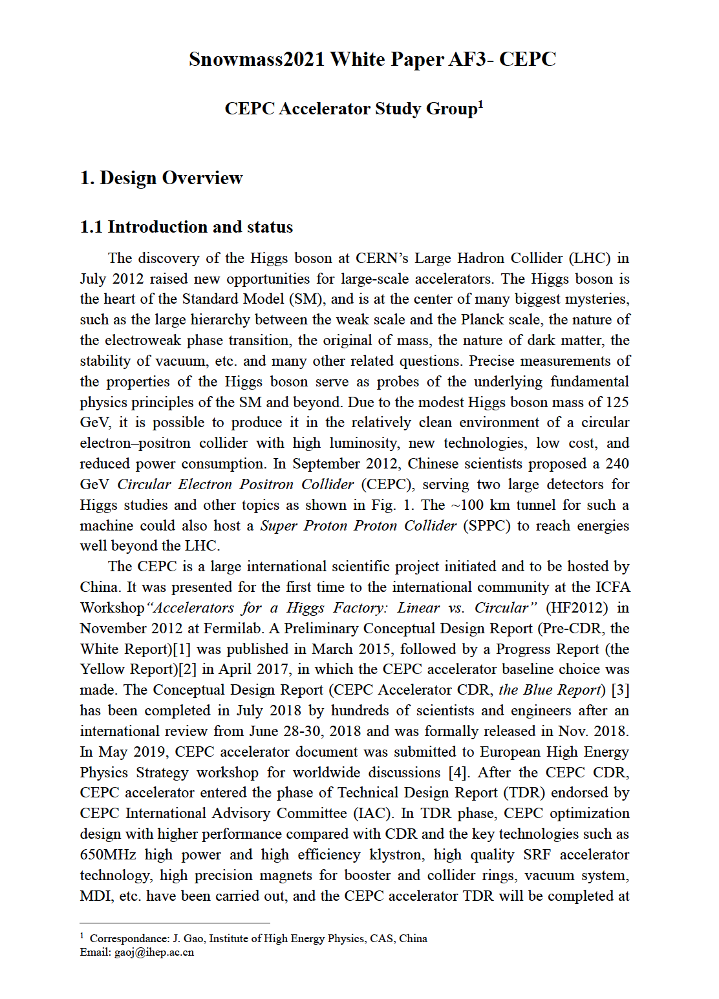 Snowmass2021 White Paper AF3- CEPC
CEPC Accelerator Study Group1
1. Design Overview
1.1 Introduction and status
The discovery of the Higgs boson at CERN’s Large Hadron Collider (LHC) in
July 2012 raised new opportunities for large-scale accelerators. The Higgs boson is
the heart of the Standard Model (SM), and is at the center of many biggest mysteries,
such as the large hierarchy between the weak scale and the Planck scale, the nature of
the electroweak phase transition, the original of mass, the nature of dark matter, the
stability of vacuum, etc. and many other related questions. Precise measurements of
the properties of the Higgs boson serve as probes of the underlying fundamental
physics principles of the SM and beyond. Due to the modest Higgs boson mass of 125
GeV, it is possible to produce it in the relatively clean environment of a circular
electron–positron collider with high luminosity, new technologies, low cost, and
reduced power consumption. In September 2012, Chinese scientists proposed a 240
GeV Circular Electron Positron Collider (CEPC), serving two large detectors for
Higgs studies and other topics as shown in Fig. 1. The ~100 km tunnel for such a
machine could also host a Super Proton Proton Collider (SPPC) to reach energies
well beyond the LHC.
The CEPC is a large international scientific project initiated and to be hosted by
China. It was presented for the first time to the international community at the ICFA
Workshop“Accelerators for a Higgs Factory: Linear vs. Circular” (HF2012) in
November 2012 at Fermilab. A Preliminary Conceptual Design Report (Pre-CDR, the
White Report)[1] was published in March 2015, followed by a Progress Report (the
Yellow Report)[2] in April 2017, in which the CEPC accelerator baseline choice was
made. The Conceptual Design Report (CEPC Accelerator CDR, the Blue Report) [3]
has been completed in July 2018 by hundreds of scientists and engineers after an
international review from June 28-30, 2018 and was formally released in Nov. 2018.
In May 2019, CEPC accelerator document was submitted to European High Energy
Physics Strategy workshop for worldwide discussions [4]. After the CEPC CDR,
CEPC accelerator entered the phase of Technical Design Report (TDR) endorsed by
CEPC International Advisory Committee (IAC). In TDR phase, CEPC optimization
design with higher performance compared with CDR and the key technologies such as
650MHz high power and high efficiency klystron, high quality SRF accelerator
technology, high precision magnets for booster and collider rings, vacuum system,
MDI, etc. have been carried out, and the CEPC accelerator TDR will be completed at
1 Correspondance: J. Gao, Institute of High Energy Physics, CAS, China
Email: gaoj@ihep.ac.cn